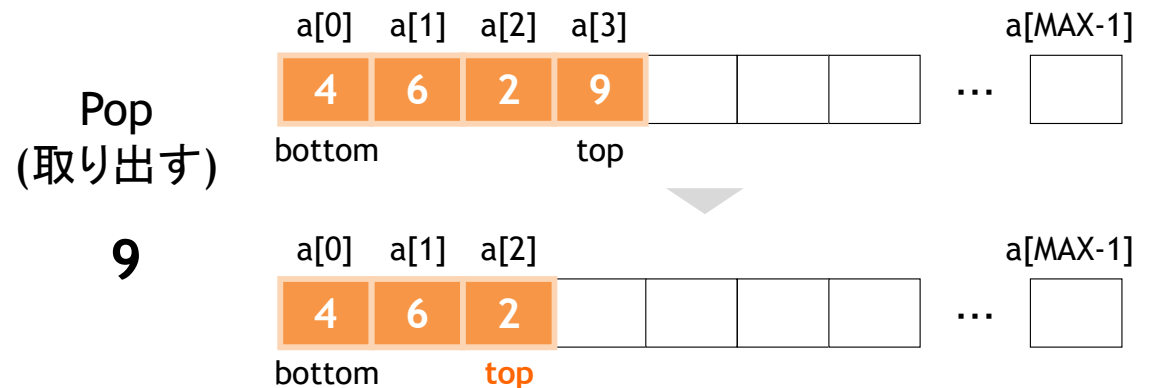 a[0] a[1] a[2] a[3] a[MAX-1]
4 6 2 9 ...
bottom top
Pop
(取り出す)
9
a[0] a[1] a[2] a[MAX-1]
4 6 2 ...
bottom top